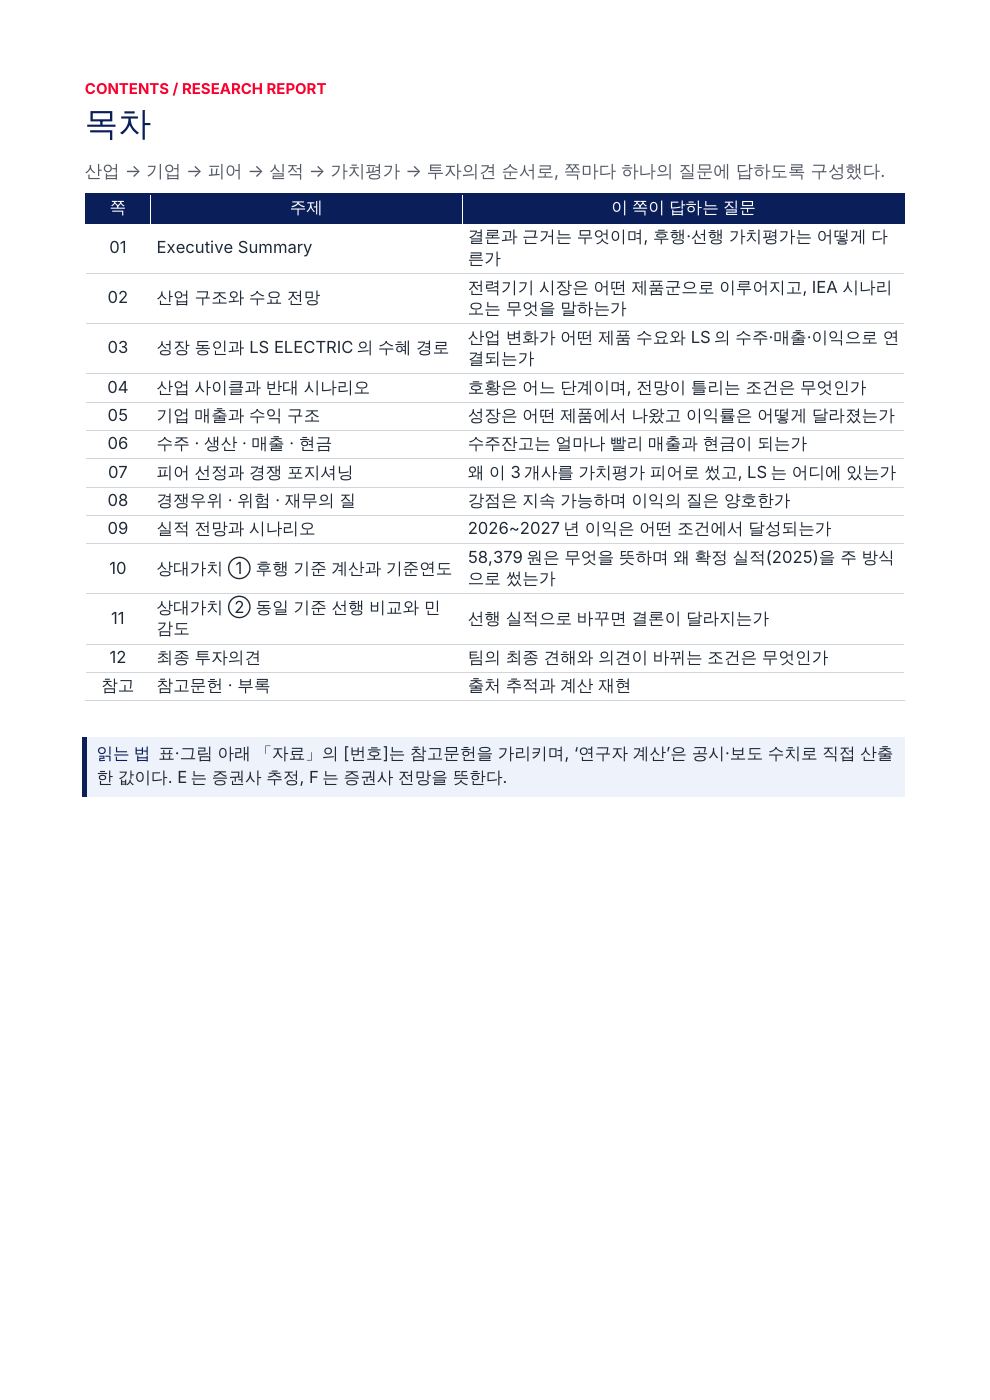 CONTENTS / RESEARCH REPORT
목차
산업 → 기업 → 피어 → 실적 → 가치평가 → 투자의견 순서로, 쪽마다 하나의 질문에 답하도록 구성했다.
쪽 주제 이 쪽이 답하는 질문
01 Executive Summary 결론과 근거는 무엇이며, 후행·선행 가치평가는 어떻게 다
른가
02 산업 구조와 수요 전망 전력기기 시장은 어떤 제품군으로 이루어지고, IEA 시나리
오는 무엇을 말하는가
03 성장 동인과 LS ELECTRIC 의 수혜 경로 산업 변화가 어떤 제품 수요와 LS 의 수주·매출·이익으로 연
결되는가
04 산업 사이클과 반대 시나리오 호황은 어느 단계이며, 전망이 틀리는 조건은 무엇인가
05 기업 매출과 수익 구조 성장은 어떤 제품에서 나왔고 이익률은 어떻게 달라졌는가
06 수주 · 생산 · 매출 · 현금 수주잔고는 얼마나 빨리 매출과 현금이 되는가
07 피어 선정과 경쟁 포지셔닝 왜 이 3 개사를 가치평가 피어로 썼고, LS 는 어디에 있는가
08 경쟁우위 · 위험 · 재무의 질 강점은 지속 가능하며 이익의 질은 양호한가
09 실적 전망과 시나리오 2026~2027 년 이익은 어떤 조건에서 달성되는가
10 상대가치 ① 후행 기준 계산과 기준연도 58,379 원은 무엇을 뜻하며 왜 확정 실적(2025)을 주 방식
으로 썼는가
11 상대가치 ② 동일 기준 선행 비교와 민
감도 선행 실적으로 바꾸면 결론이 달라지는가
12 최종 투자의견 팀의 최종 견해와 의견이 바뀌는 조건은 무엇인가
참고 참고문헌 · 부록 출처 추적과 계산 재현
읽는 법 표·그림 아래 「자료」의 [번호]는 참고문헌을 가리키며, ‘연구자 계산’은 공시·보도 수치로 직접 산출
한 값이다. E 는 증권사 추정, F 는 증권사 전망을 뜻한다.